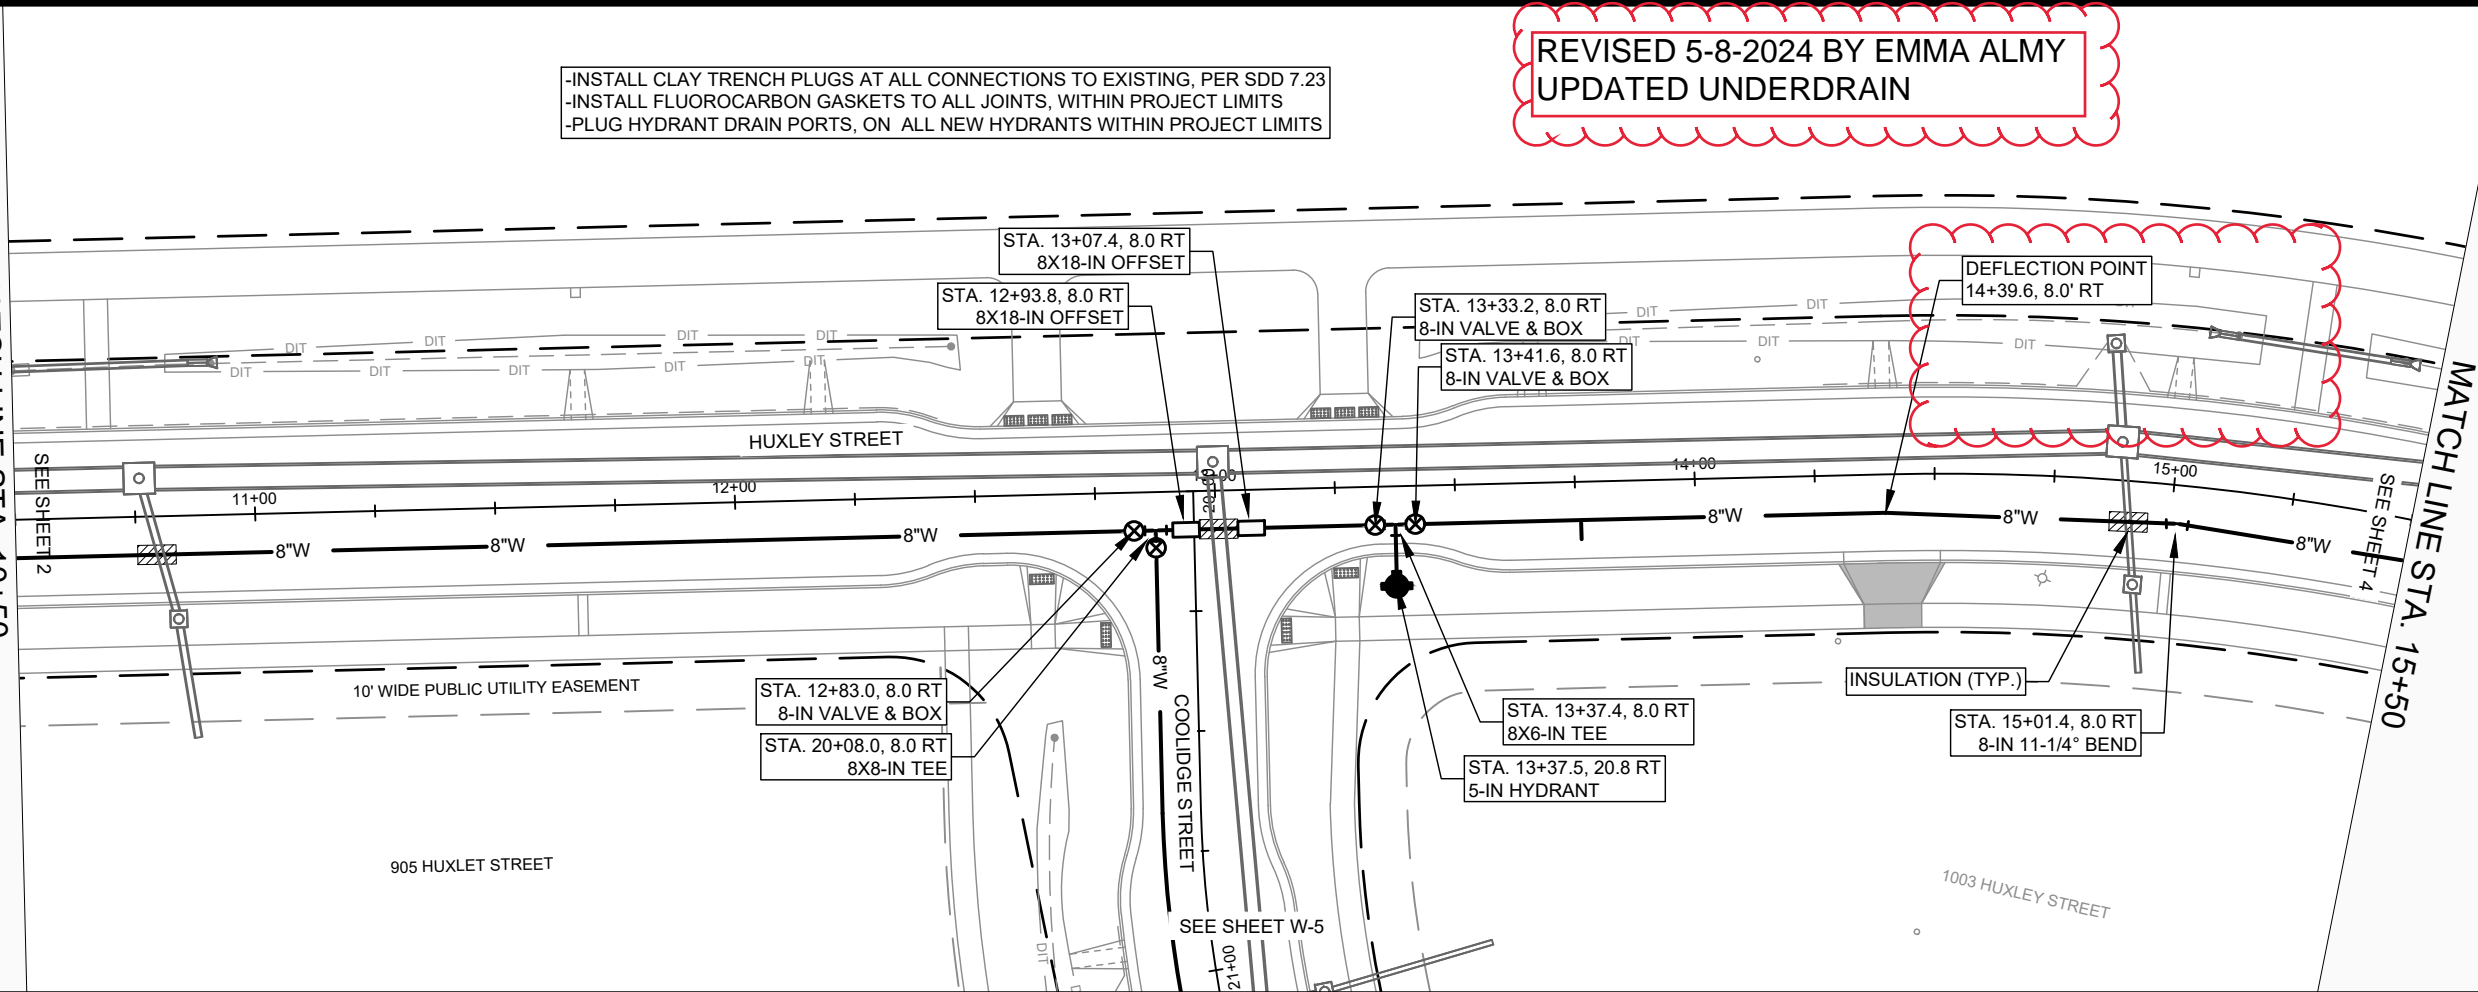 REVISED 5-8-2024 BY EMMA ALMY
UPDATED UNDERDRAIN
-INSTALL CLAY TRENCH PLUGS AT ALL CONNECTIONS TO EXISTING, PER SDD 7.23
-INSTALL FLUOROCARBON GASKETS TO ALL JOINTS, WITHIN PROJECT LIMITS
-PLUG HYDRANT DRAIN PORTS, ON ALL NEW HYDRANTS WITHIN PROJECT LIMITS
STA. 13+07.4, 8.0 RT
8X18-IN OFFSET
STA. 12+93.8, 8.0 RT
8X18-IN OFFSET
DEFLECTION POINT
14+39.6, 8.0' RT
STA. 13+33.2, 8.0 RT
8-IN VALVE & BOX
STA. 13+41.6, 8.0 RT
8-IN VALVE & BOX
DIT
DIT
DIT
DIT
DIT
DIT
DIT
DIT
DIT
DIT
DIT
DIT
DIT
DIT
HUXLEY STREET
SEE SHEET 2
11+00
12+00
14+00
15+00
8"W
8"W
8"W
8"W
8"W
8"W
8"W
MATCH LINE STA. 15+50
SEE SHEET 4
10' WIDE PUBLIC UTILITY EASEMENT
STA. 12+83.0, 8.0 RT
8-IN VALVE & BOX
STA. 20+08.0, 8.0 RT
8X8-IN TEE
COOLIDGE STREET
STA. 13+37.4, 8.0 RT
8X6-IN TEE
STA. 13+37.5, 20.8 RT
5-IN HYDRANT
INSULATION (TYP.)
STA. 15+01.4, 8.0 RT
8-IN 11-1/4° BEND
905 HUXLET STREET
1003 HUXLEY STREET
SEE SHEET W-5
21+00
DIT